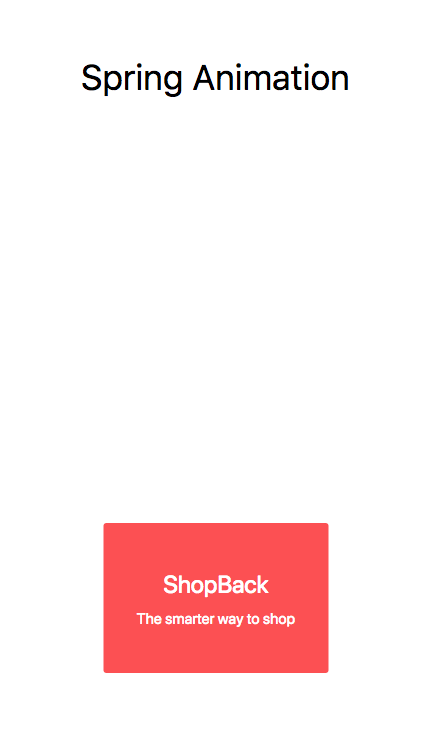 Spring Animation
ShopBack
The smarter way to shop